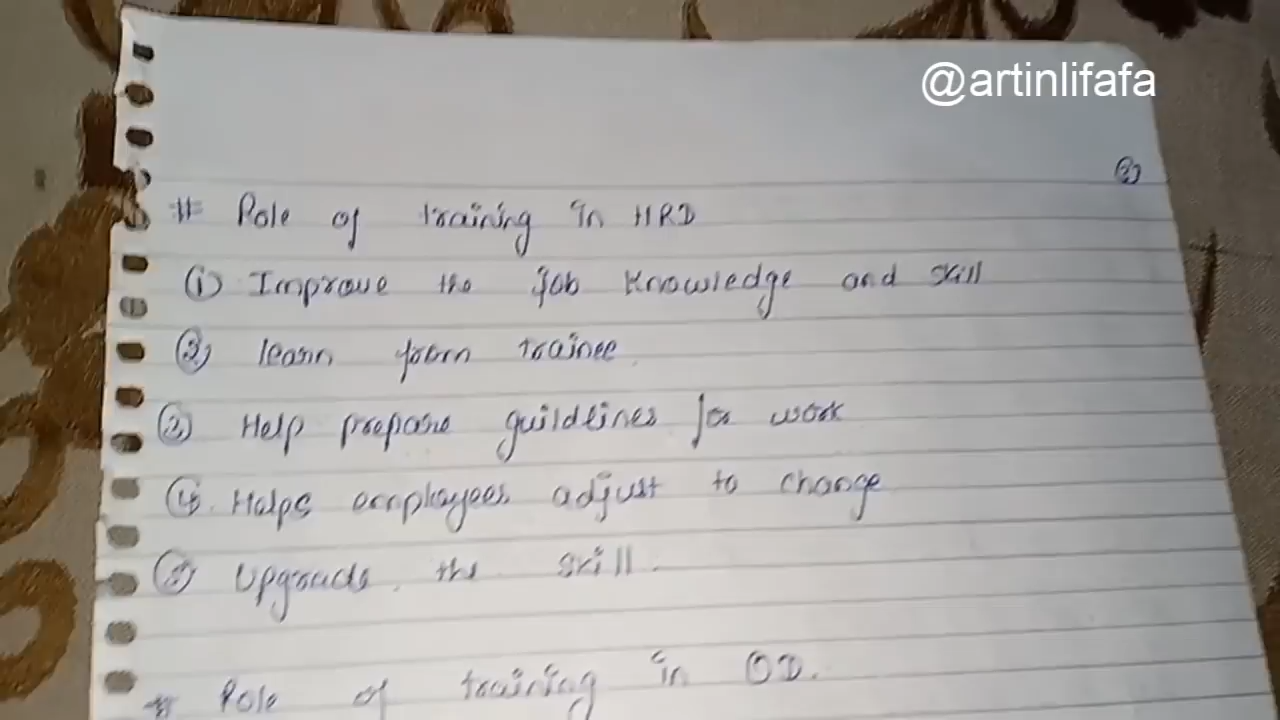 @artinlifafa
(2)
# Role of training in HRD
(1) Improve the job knowledge and skill
(2) learn from trainee
(3) Help prepare guildlines for work
(4) Helps employees adjust to change
(5) Upgrade the skill.
# Role of training in OD.